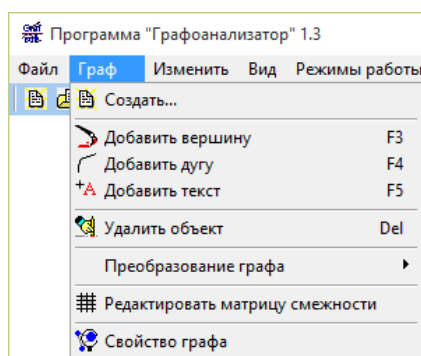 Программа "Графоанализатор" 1.3
Файл Граф Изменить Вид Режимы работы
Создать...
Добавить вершину F3
Добавить дугу F4
Добавить текст F5
Удалить объект Del
Преобразование графа
Редактировать матрицу смежности
Свойство графа